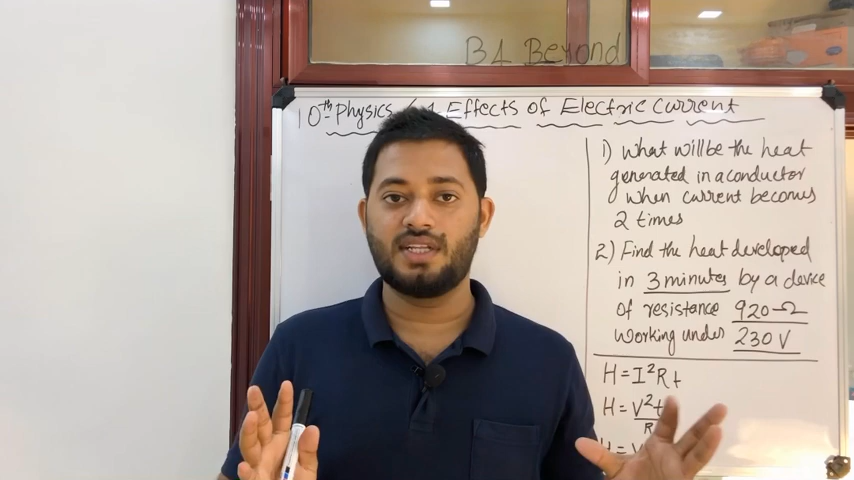 B4 Beyond
10th Physics Effects of Electric Current
1) What will be the heat
generated in a conductor
when current becomes
2 times
2) Find the heat developed
in 3 minutes by a device
of resistance 920 Ω
working under 230 V
H = I²Rt
H = V²t
R
H = V